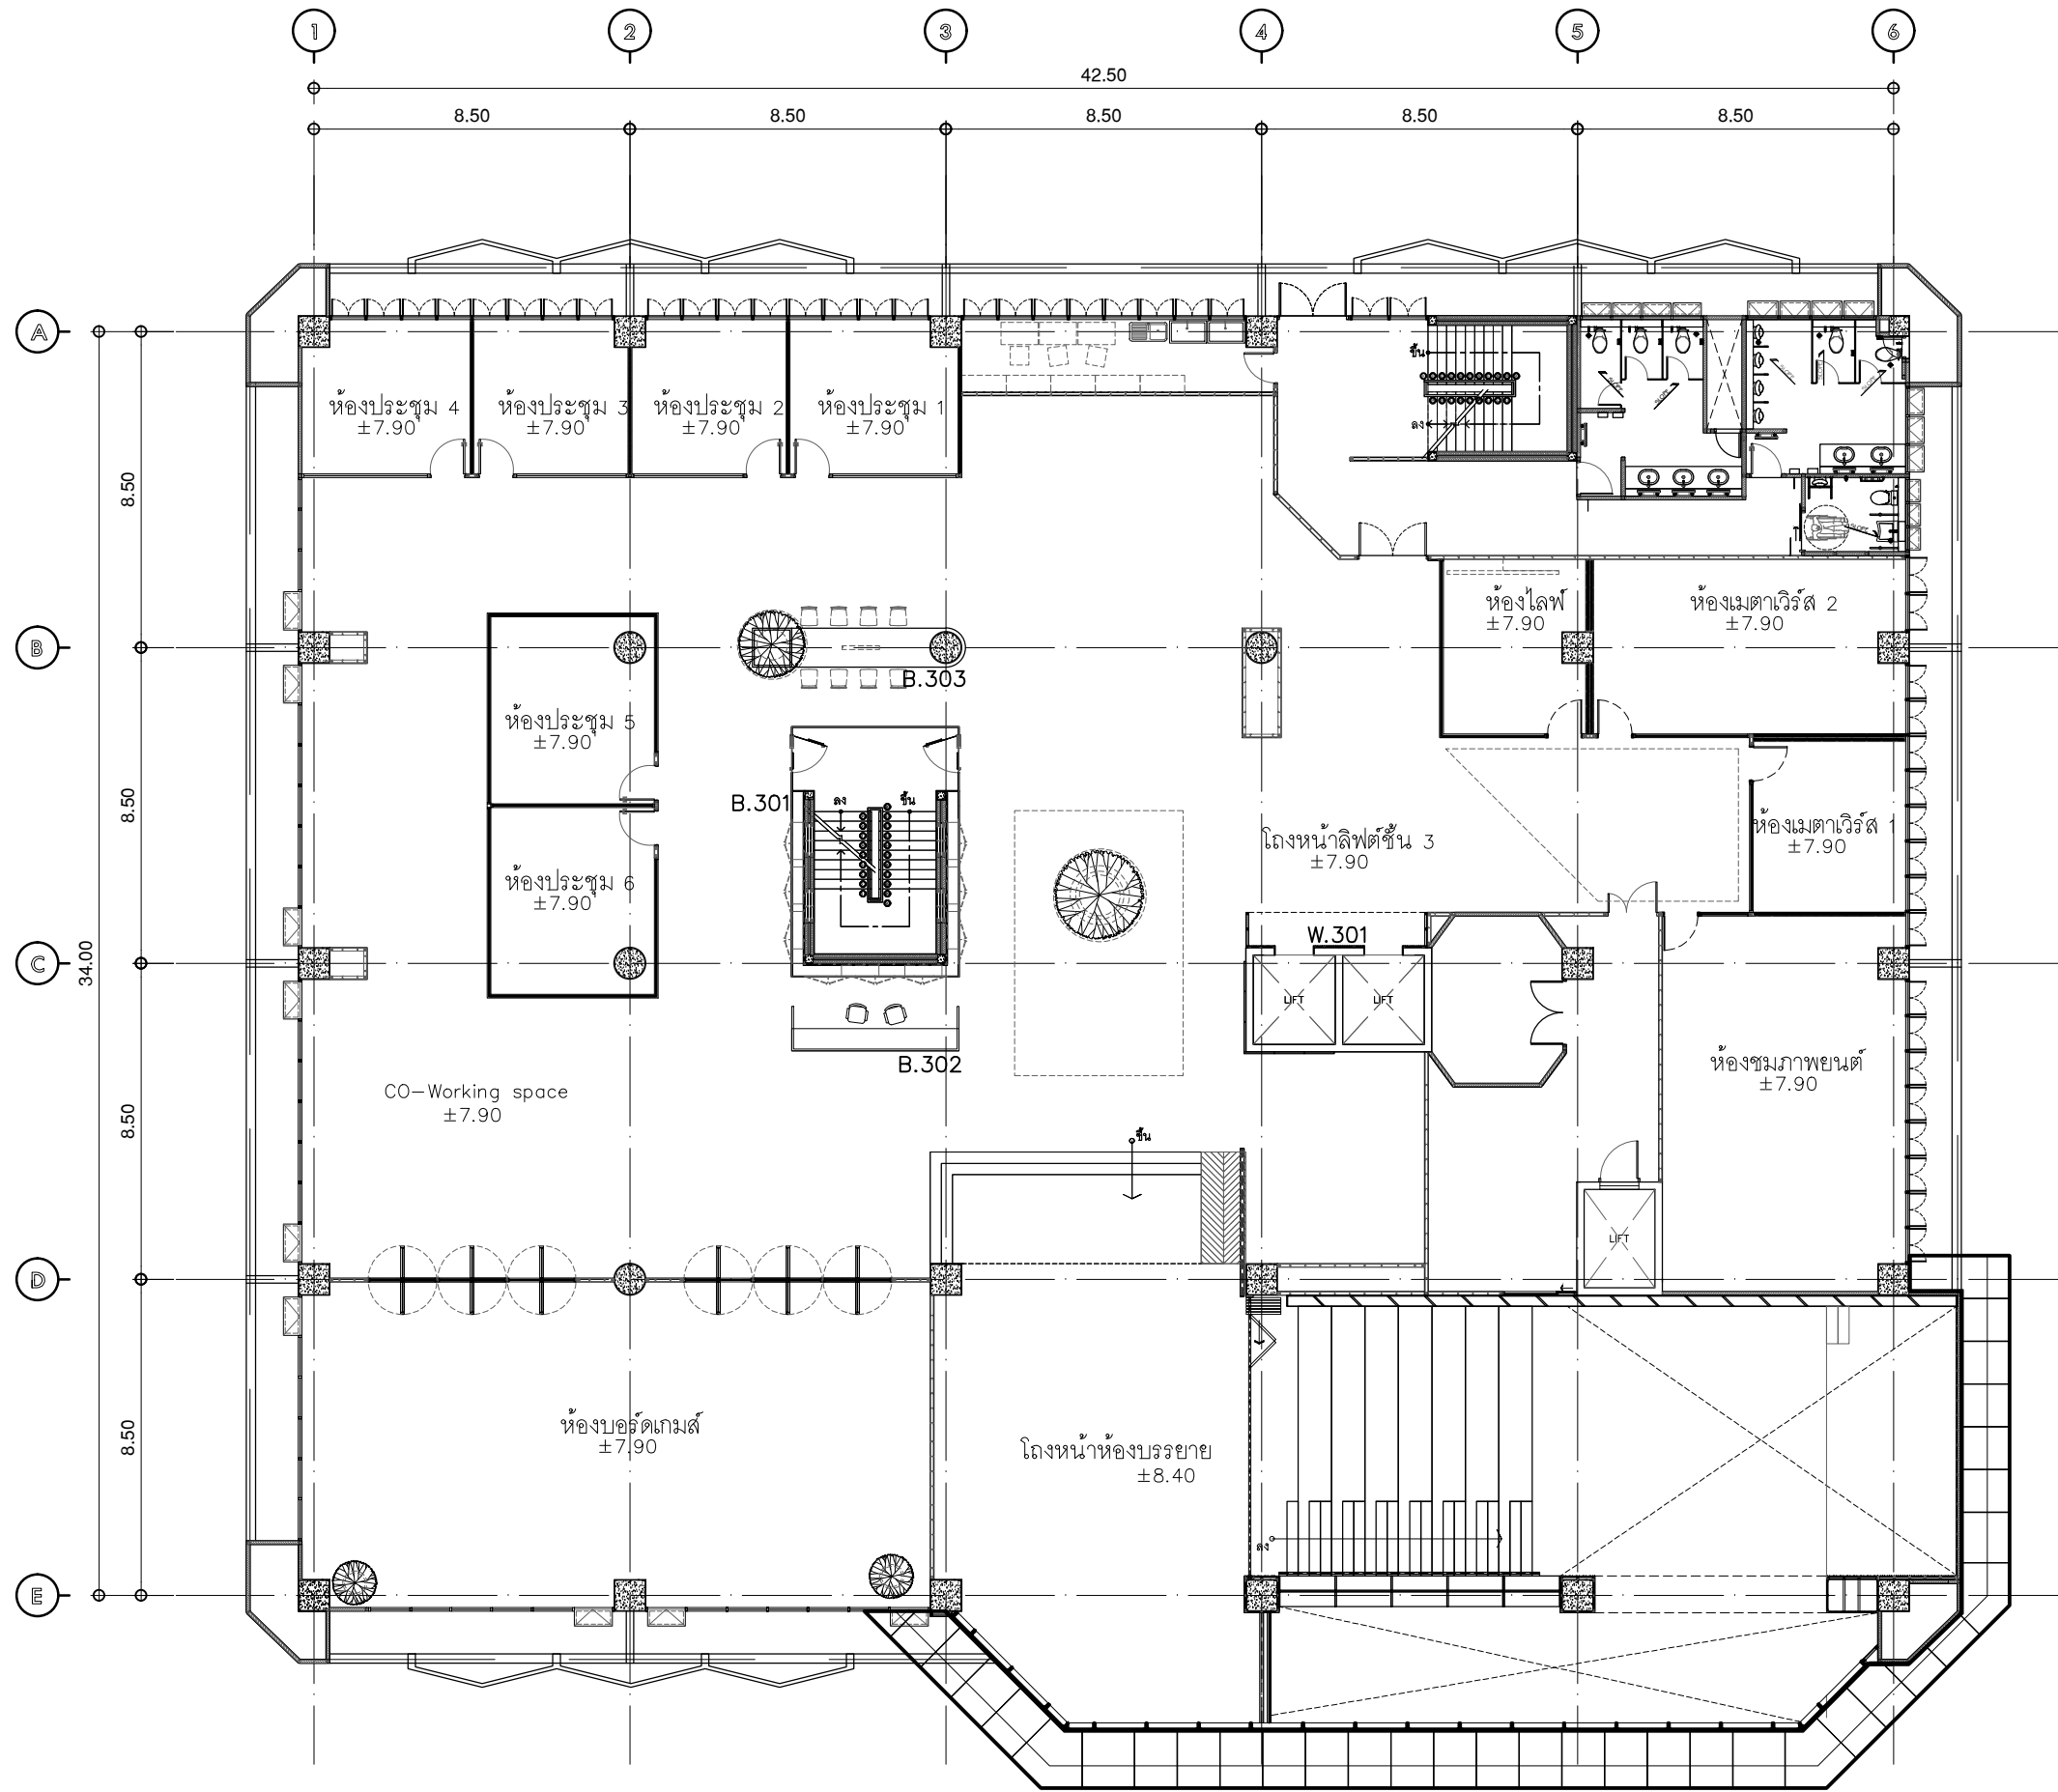 1 2 3 4 5 6
42.50
8.50 8.50 8.50 8.50 8.50
A
ขึ้น
SLOPE SLOPE SLOPE SLOPE
ห้องประชุม 4 ห้องประชุม 3 ห้องประชุม 2 ห้องประชุม 1
±7.90 ±7.90 ±7.90 ±7.90
ลง
8.50
SLOPE
ห้องไลฟ์ ห้องเมตาเวิร์ส 2
±7.90 ±7.90
B
B.303
ห้องประชุม 5
±7.90
B.301 ลง ขึ้น
8.50
โถงหน้าลิฟต์ชั้น 3
±7.90
ห้องเมตาเวิร์ส 1
±7.90
ห้องประชุม 6
±7.90
W.301
C
34.00
LIFT LIFT
B.302
ห้องชมภาพยนต์
±7.90
CO-Working space
±7.90
8.50
ขึ้น
LIFT
D
8.50
ห้องบอร์ดเกมส์
±7.90
โถงหน้าห้องบรรยาย
±8.40
ลง
E